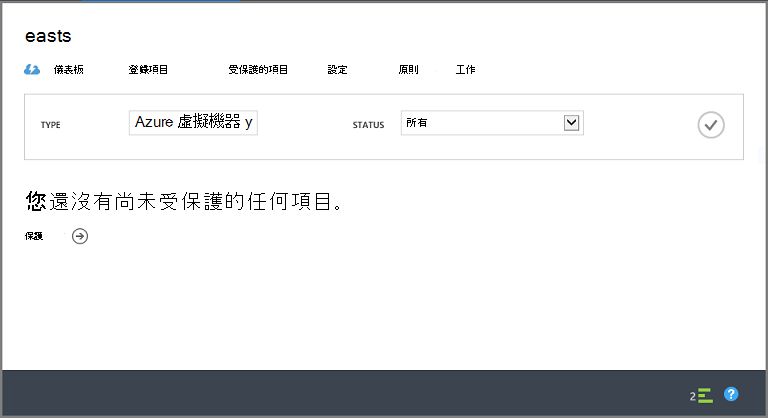 easts
儀表板 登錄項目 受保護的項目 設定 原則 工作
TYPE Azure 虛擬機器 y STATUS 所有
您還沒有尚未受保護的任何項目。
保護
2